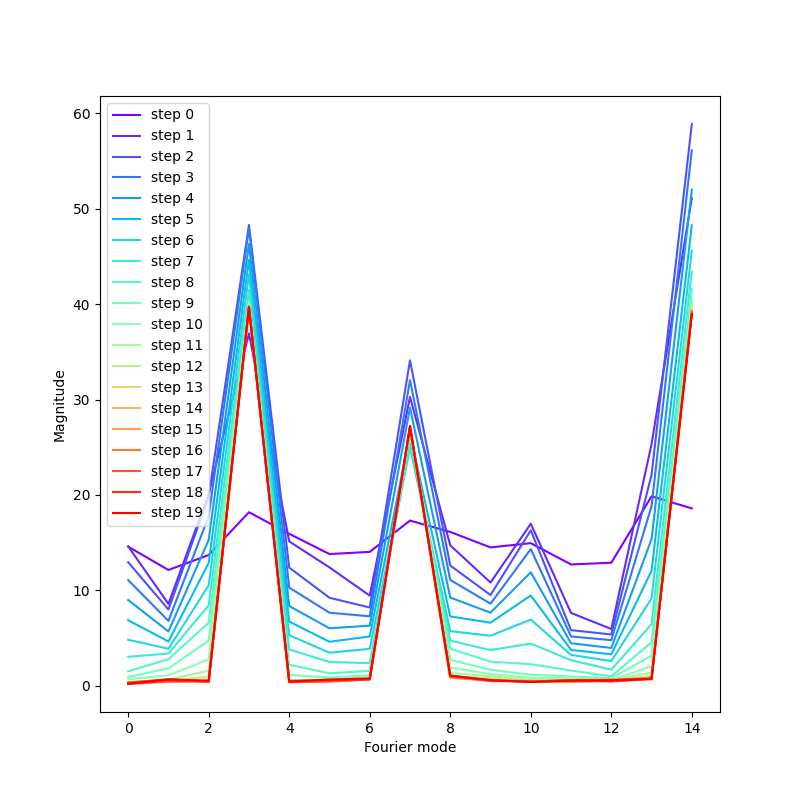 60
50
40
30
20
10
0
Magnitude
step 0
step 1
step 2
step 3
step 4
step 5
step 6
step 7
step 8
step 9
step 10
step 11
step 12
step 13
step 14
step 15
step 16
step 17
step 18
step 19
0 2 4 6 8 10 12 14
Fourier mode